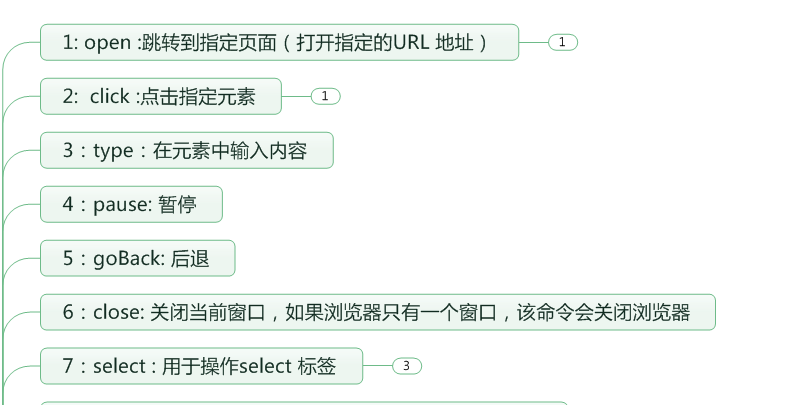 1: open :跳转到指定页面（打开指定的URL 地址）
1
2:  click :点击指定元素
1
3：type：在元素中输入内容
4：pause: 暂停
5：goBack: 后退
6：close: 关闭当前窗口，如果浏览器只有一个窗口，该命令会关闭浏览器
7：select : 用于操作select 标签
3